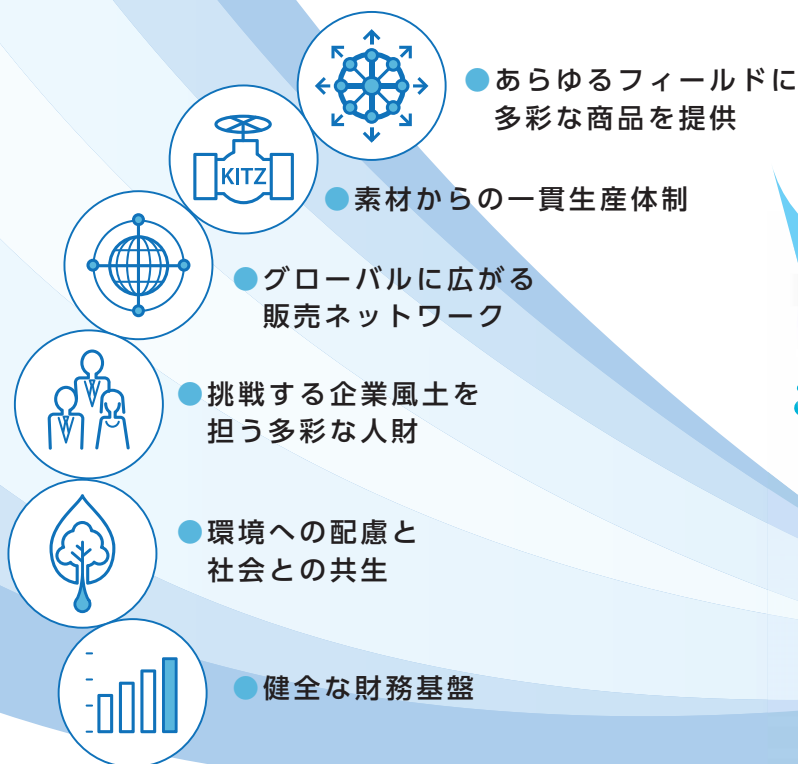 ●あらゆるフィールドに
多彩な商品を提供
KITZ
●素材からの一貫生産体制
●グローバルに広がる
販売ネットワーク
●挑戦する企業風土を
担う多彩な人財
●環境への配慮と
社会との共生
●健全な財務基盤